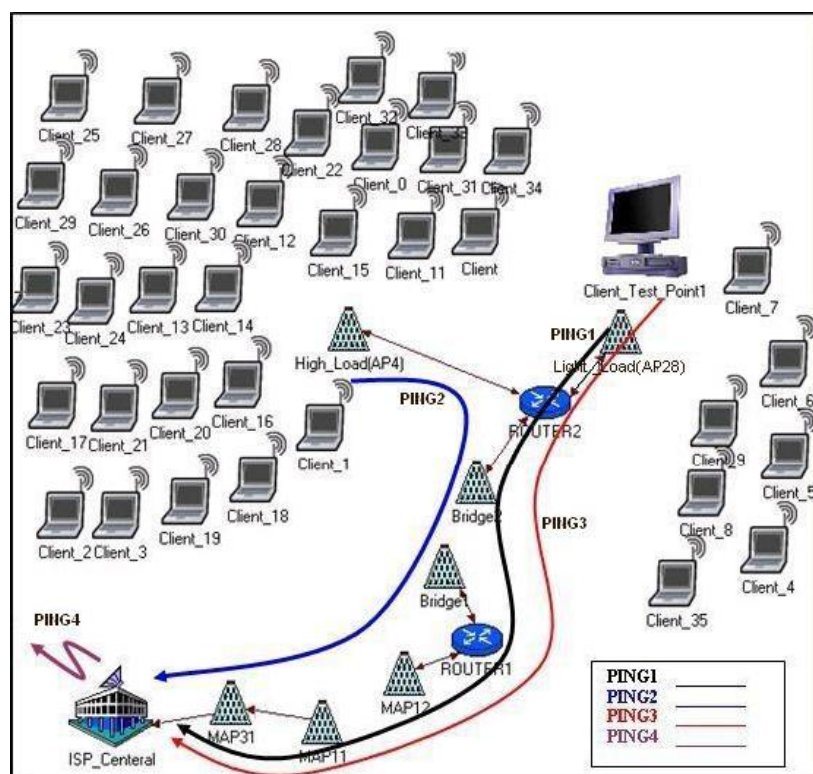 Client_25
Client_27
Client_28
Client_32
Client_33
Client_22
Client_0
Client_31
Client_34
Client_29
Client_26
Client_30
Client_12
Client_15
Client_11
Client
Client_Test_Point1
Client_7
Client_23
Client_24
Client_13
Client_14
PING1
High_Load(AP4)
Light_Load(AP28)
Client_6
PING2
ROUTER2
Client_17
Client_21
Client_20
Client_16
Client_1
Client_9
Client_5
Client_2
Client_3
Client_19
Client_18
Bridge2
PING3
Client_8
Client_4
Bridge1
Client_35
PING4
ROUTER1
MAP12
MAP31
MAP11
ISP_Centeral
PING1
PING2
PING3
PING4